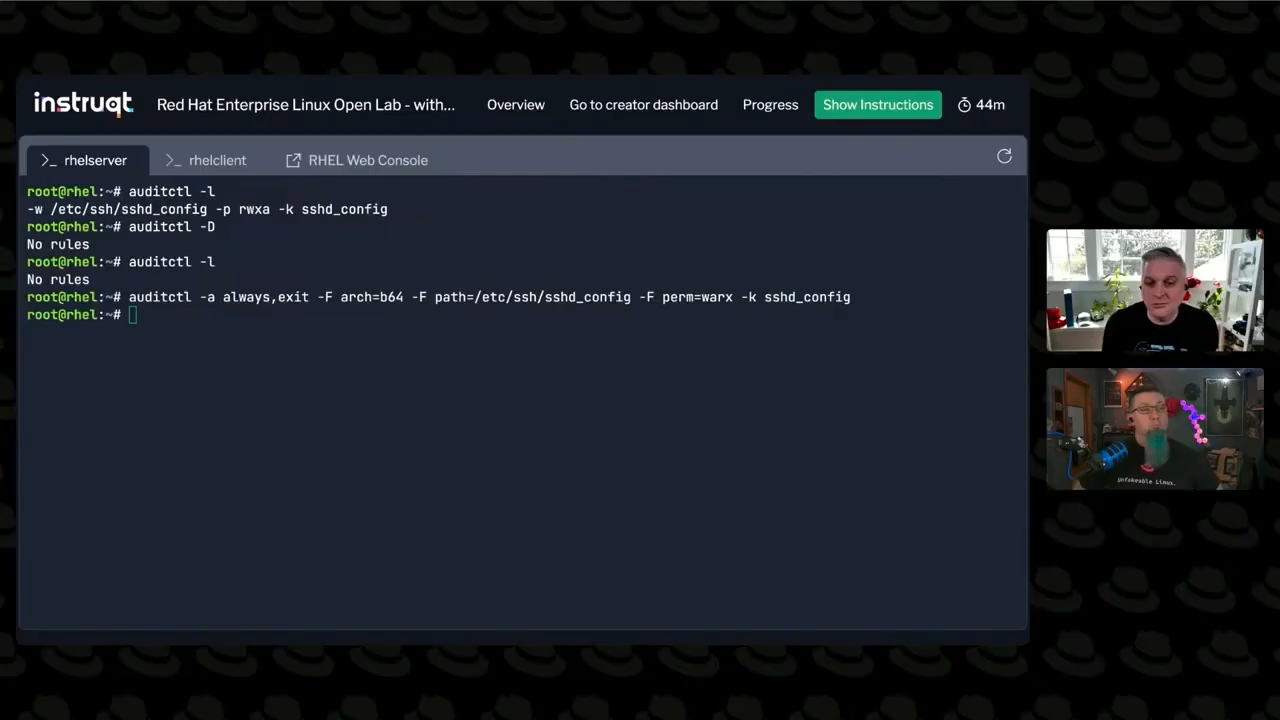 instruqt
Red Hat Enterprise Linux Open Lab - with...
Overview
Go to creator dashboard
Progress
Show Instructions
44m
>_ rhelserver
>_ rhelclient
RHEL Web Console
root@rhel:~# auditctl -l
-w /etc/ssh/sshd_config -p rwxa -k sshd_config
root@rhel:~# auditctl -D
No rules
root@rhel:~# auditctl -l
No rules
root@rhel:~# auditctl -a always,exit -F arch=b64 -F path=/etc/ssh/sshd_config -F perm=warx -k sshd_config
root@rhel:~#
Unfakeable Linux.